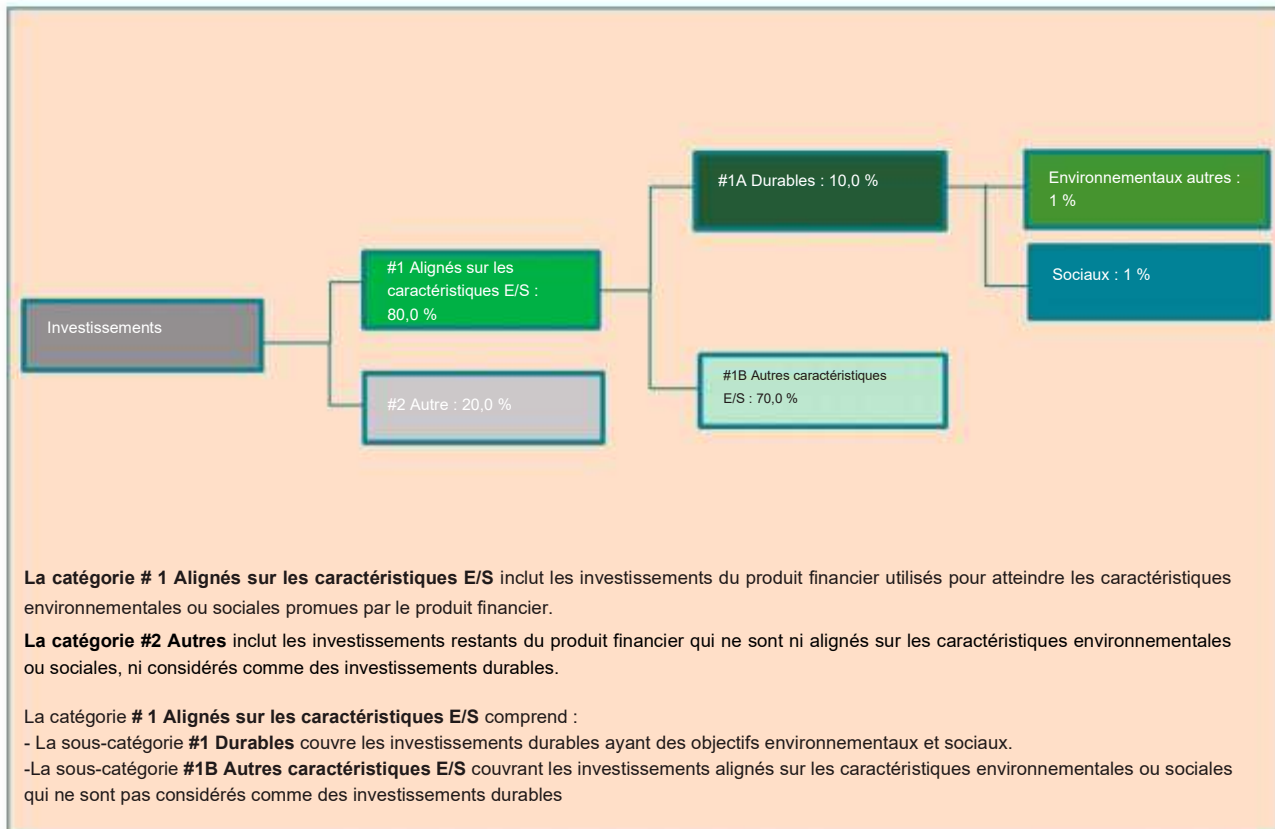 #1A Durables : 10,0 %
Environnementaux autres :
1 %
#1 Alignés sur les
caractéristiques E/S :
80,0 %
Sociaux : 1 %
Investissements
#2 Autre : 20,0 %
#1B Autres caractéristiques
E/S : 70,0 %
La catégorie # 1 Alignés sur les caractéristiques E/S inclut les investissements du produit financier utilisés pour atteindre les caractéristiques
environnementales ou sociales promues par le produit financier.
La catégorie #2 Autres inclut les investissements restants du produit financier qui ne sont ni alignés sur les caractéristiques environnementales
ou sociales, ni considérés comme des investissements durables.
La catégorie # 1 Alignés sur les caractéristiques E/S comprend :
- La sous-catégorie #1 Durables couvre les investissements durables ayant des objectifs environnementaux et sociaux.
-La sous-catégorie #1B Autres caractéristiques E/S couvrant les investissements alignés sur les caractéristiques environnementales ou sociales
qui ne sont pas considérés comme des investissements durables